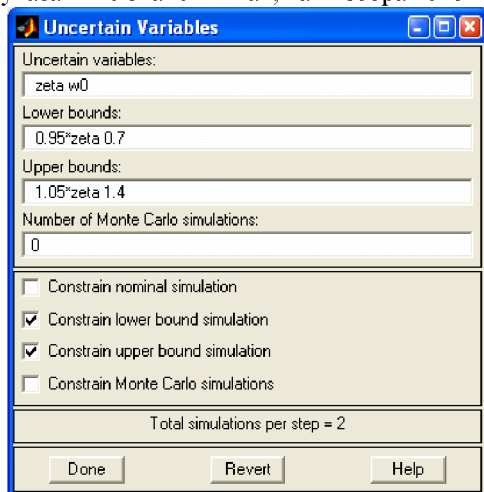 Uncertain Variables
Uncertain variables:
zeta w0
Lower bounds:
0.95*zeta 0.7
Upper bounds:
1.05*zeta 1.4
Number of Monte Carlo simulations:
0
Constrain nominal simulation
Constrain lower bound simulation
Constrain upper bound simulation
Constrain Monte Carlo simulations
Total simulations per step = 2
Done Revert Help